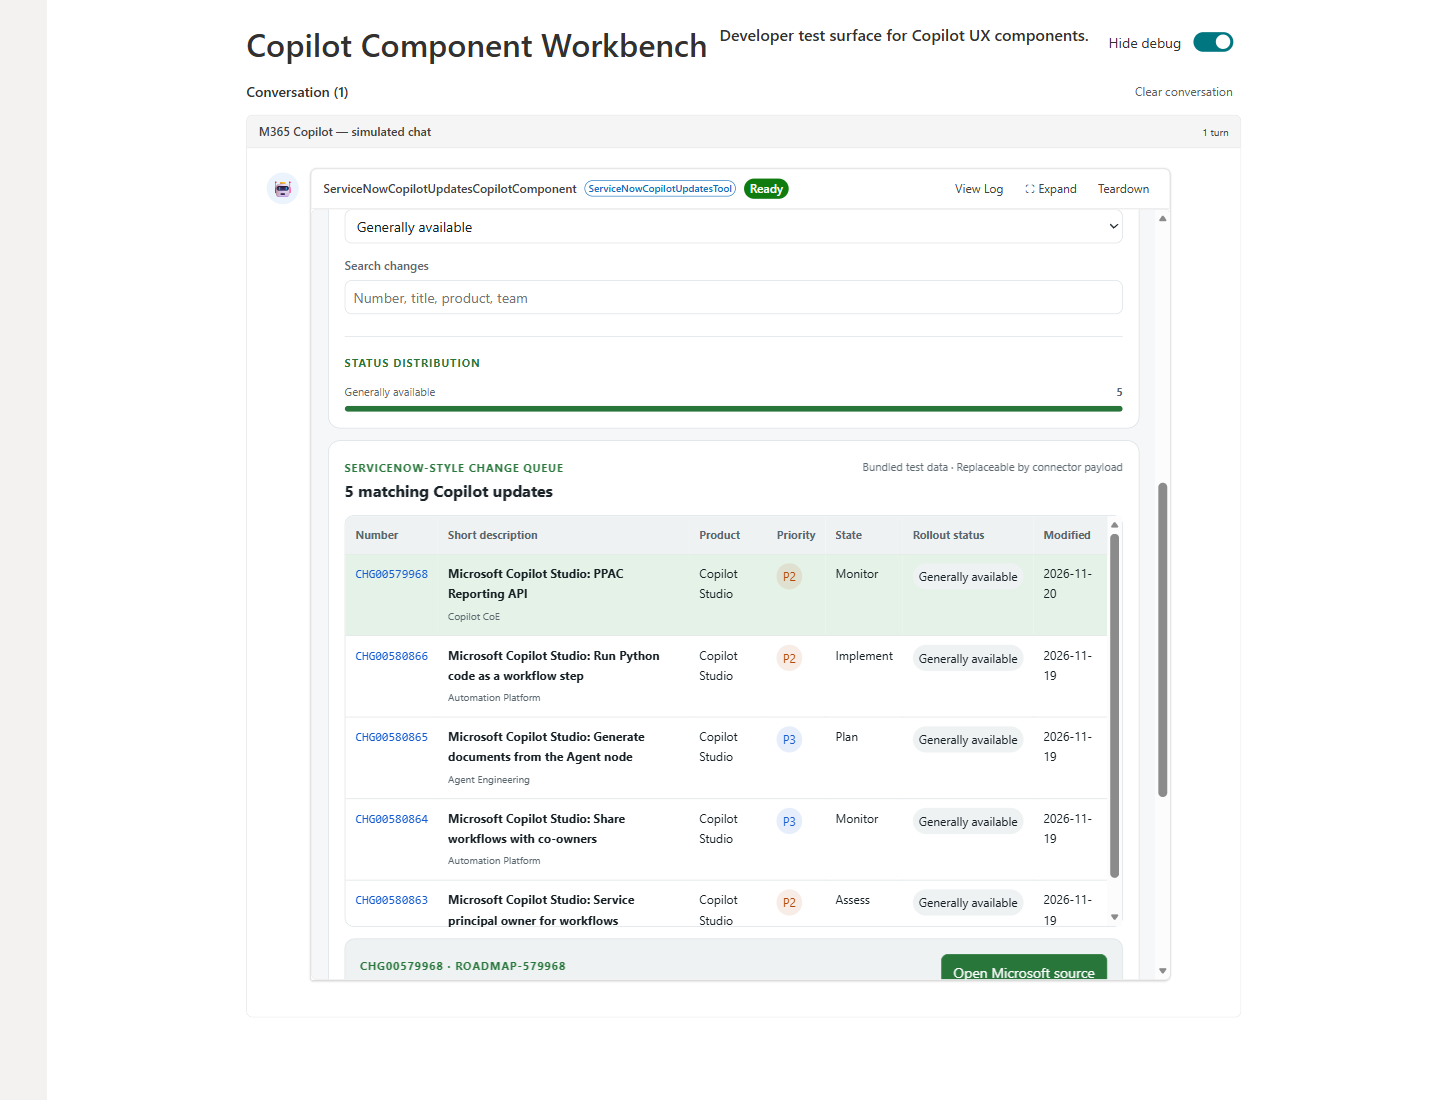 Copilot Component Workbench
Developer test surface for Copilot UX components.
Hide debug
Conversation (1)
Clear conversation
M365 Copilot — simulated chat
1 turn
ServiceNowCopilotUpdatesCopilotComponent
ServiceNowCopilotUpdatesTool
Ready
View Log
Expand
Teardown
Generally available
Search changes
Number, title, product, team
STATUS DISTRIBUTION
Generally available
5
SERVICENOW-STYLE CHANGE QUEUE
Bundled test data · Replaceable by connector payload
5 matching Copilot updates
Number Short description Product Priority State Rollout status Modified
CHG00579968 Microsoft Copilot Studio: PPAC Copilot P2 Monitor Generally available 2026-11-
Reporting API Studio 20
Copilot CoE
CHG00580866 Microsoft Copilot Studio: Run Python Copilot P2 Implement Generally available 2026-11-
code as a workflow step Studio 19
Automation Platform
CHG00580865 Microsoft Copilot Studio: Generate Copilot P3 Plan Generally available 2026-11-
documents from the Agent node Studio 19
Agent Engineering
CHG00580864 Microsoft Copilot Studio: Share Copilot P3 Monitor Generally available 2026-11-
workflows with co-owners Studio 19
Automation Platform
CHG00580863 Microsoft Copilot Studio: Service Copilot P2 Assess Generally available 2026-11-
principal owner for workflows Studio 19
CHG00579968 · ROADMAP-579968
Open Microsoft source